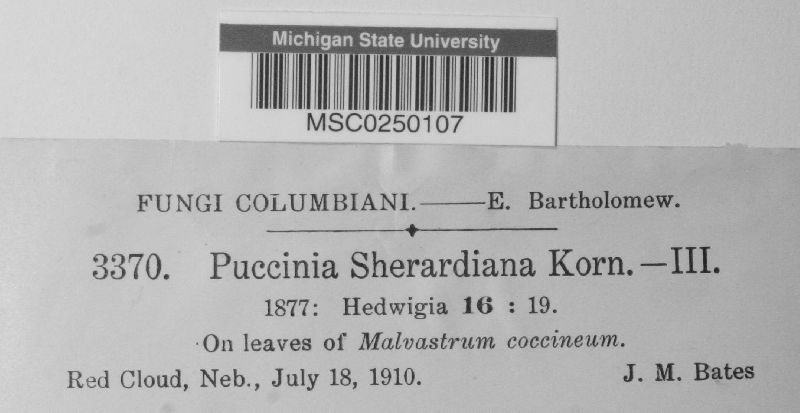 Michigan State University
MSC0250107
FUNGI COLUMBIANI.——E. Bartholomew.
3370. Puccinia Sherardiana Korn.—III.
1877: Hedwigia 16 : 19.
On leaves of Malvastrum coccineum.
Red Cloud, Neb., July 18, 1910. J. M. Bates